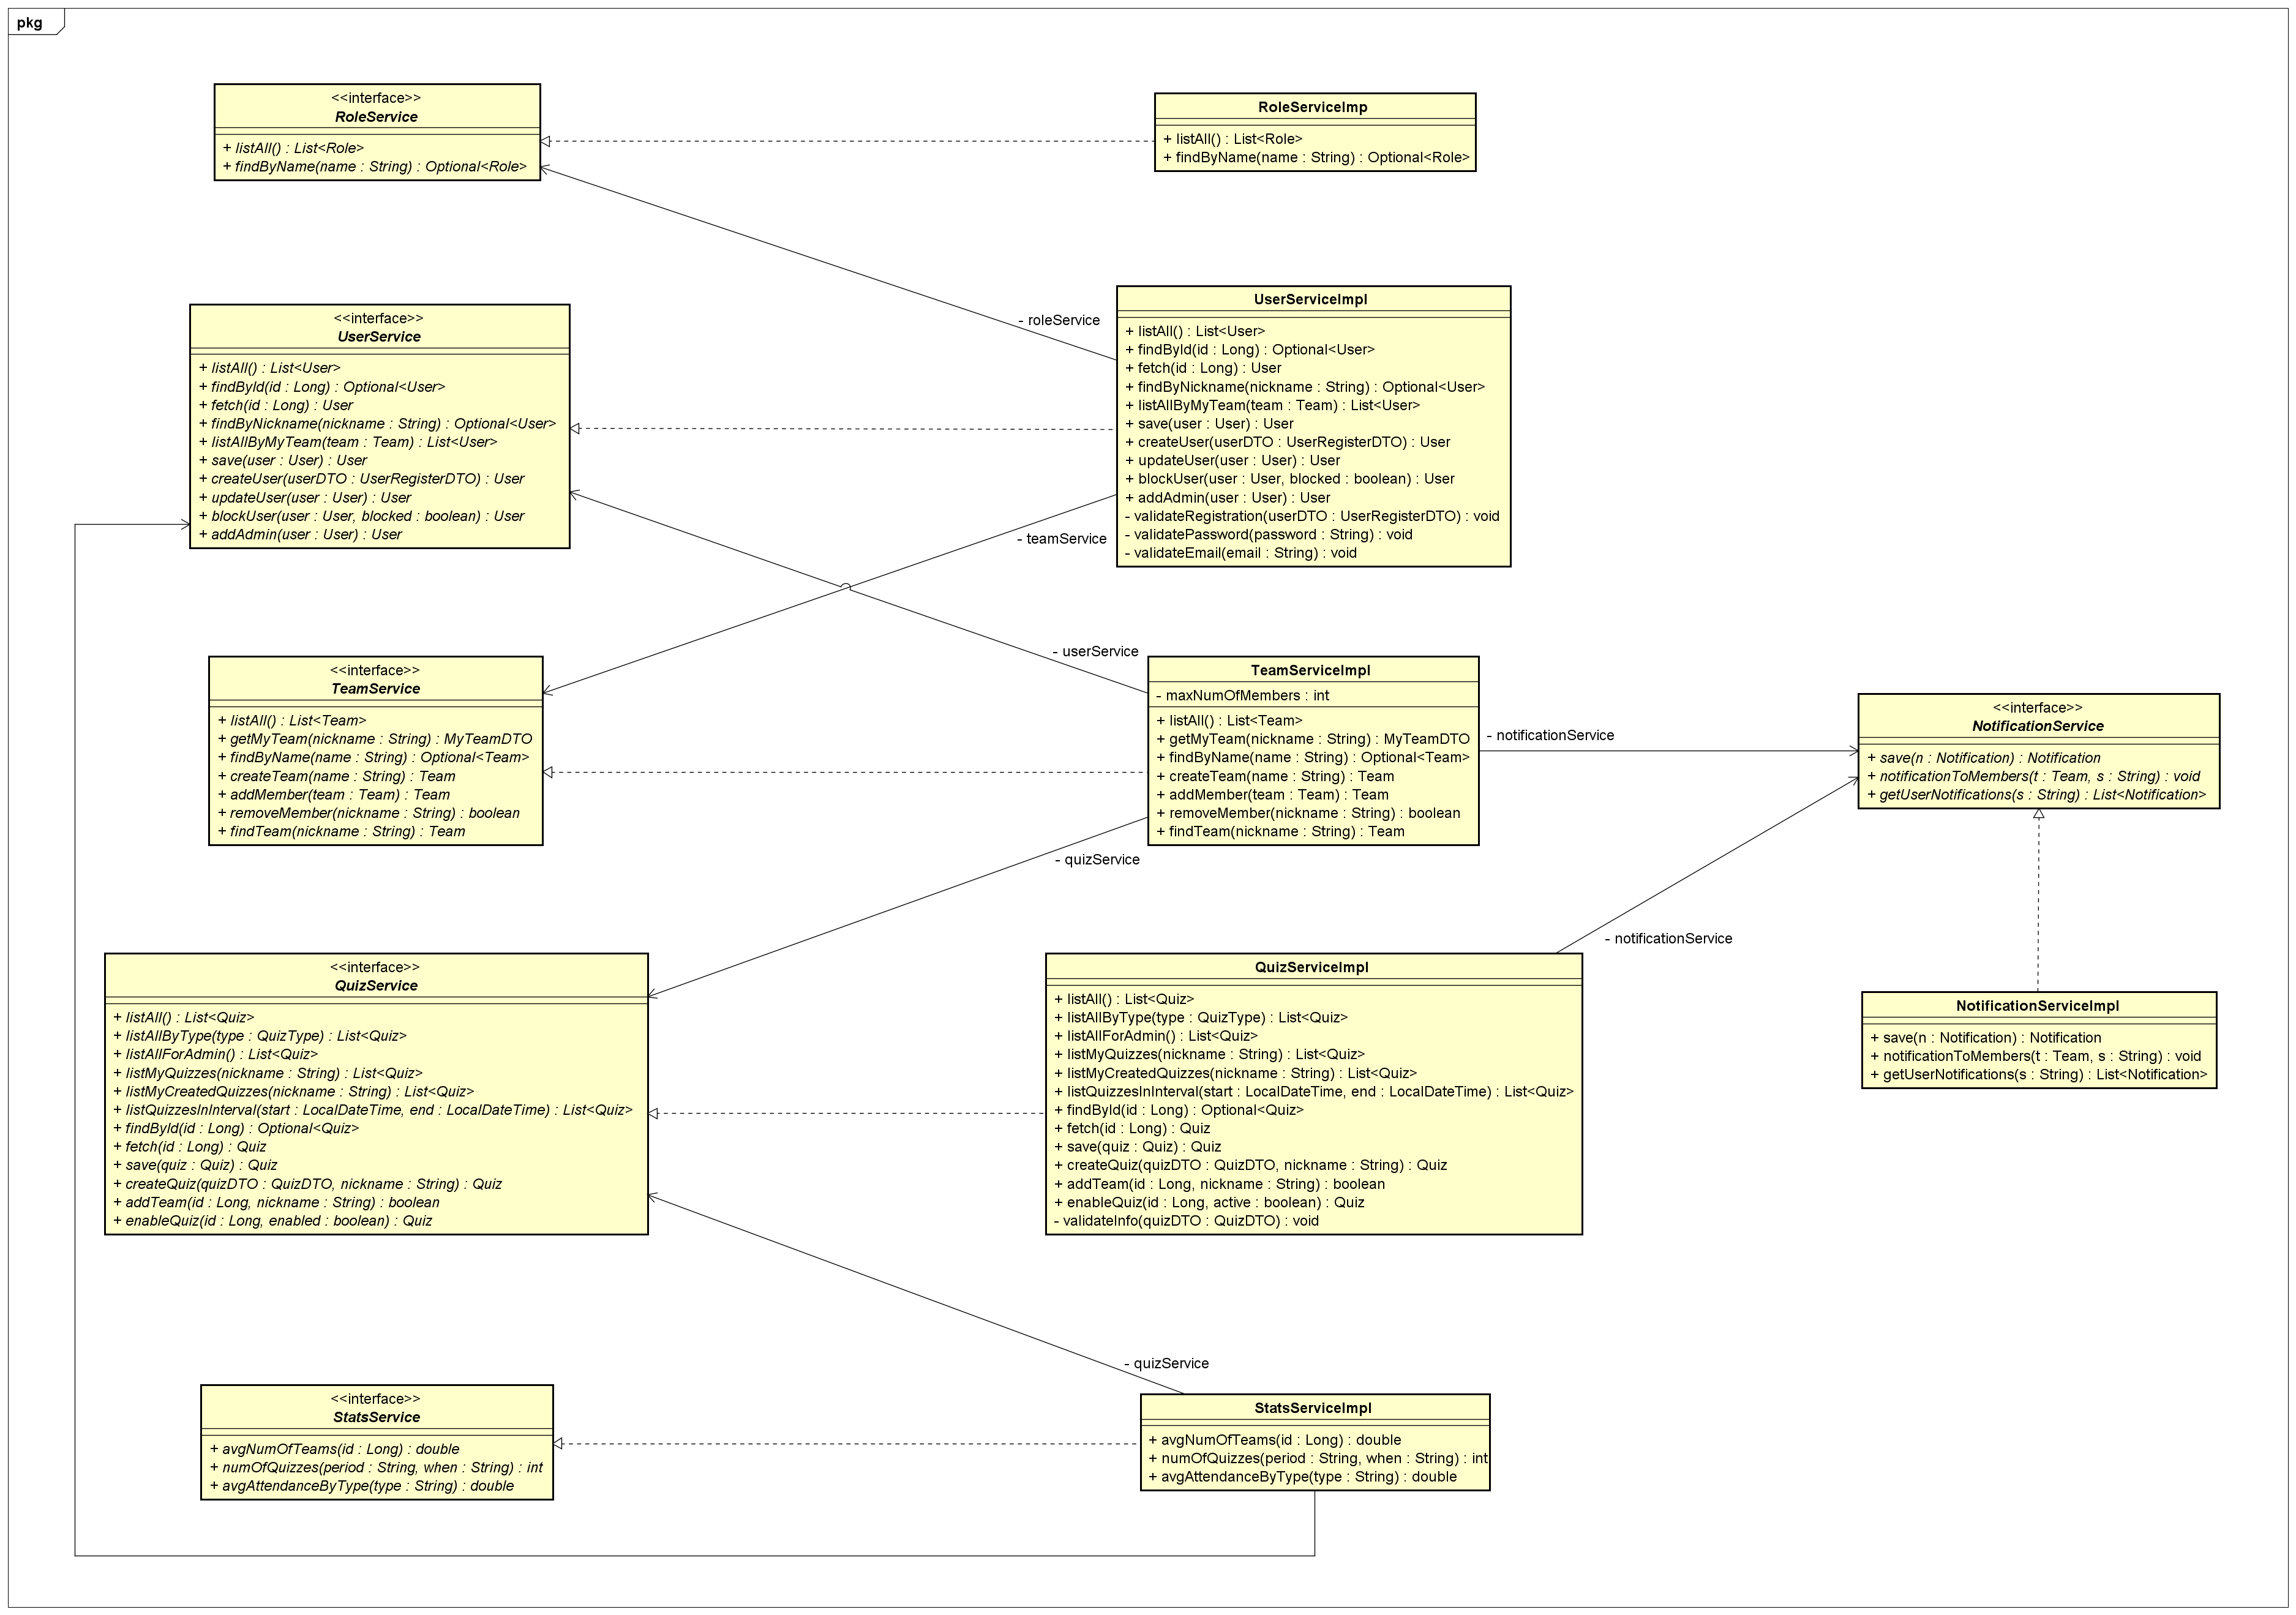 pkg
<<interface>>
RoleService
+ listAll() : List<Role>
+ findByName(name : String) : Optional<Role>
RoleServiceImp
+ listAll() : List<Role>
+ findByName(name : String) : Optional<Role>
- roleService
<<interface>>
UserService
+ listAll() : List<User>
+ findById(id : Long) : Optional<User>
+ fetch(id : Long) : User
+ findByNickname(nickname : String) : Optional<User>
+ listAllByMyTeam(team : Team) : List<User>
+ save(user : User) : User
+ createUser(userDTO : UserRegisterDTO) : User
+ updateUser(user : User) : User
+ blockUser(user : User, blocked : boolean) : User
+ addAdmin(user : User) : User
UserServiceImpl
+ listAll() : List<User>
+ findById(id : Long) : Optional<User>
+ fetch(id : Long) : User
+ findByNickname(nickname : String) : Optional<User>
+ listAllByMyTeam(team : Team) : List<User>
+ save(user : User) : User
+ createUser(userDTO : UserRegisterDTO) : User
+ updateUser(user : User) : User
+ blockUser(user : User, blocked : boolean) : User
+ addAdmin(user : User) : User
- validateRegistration(userDTO : UserRegisterDTO) : void
- validatePassword(password : String) : void
- validateEmail(email : String) : void
- teamService
- userService
<<interface>>
TeamService
+ listAll() : List<Team>
+ getMyTeam(nickname : String) : MyTeamDTO
+ findByName(name : String) : Optional<Team>
+ createTeam(name : String) : Team
+ addMember(team : Team) : Team
+ removeMember(nickname : String) : boolean
+ findTeam(nickname : String) : Team
TeamServiceImpl
- maxNumOfMembers : int
+ listAll() : List<Team>
+ getMyTeam(nickname : String) : MyTeamDTO
+ findByName(name : String) : Optional<Team>
+ createTeam(name : String) : Team
+ addMember(team : Team) : Team
+ removeMember(nickname : String) : boolean
+ findTeam(nickname : String) : Team
- notificationService
<<interface>>
NotificationService
+ save(n : Notification) : Notification
+ notificationToMembers(t : Team, s : String) : void
+ getUserNotifications(s : String) : List<Notification>
- quizService
- notificationService
<<interface>>
QuizService
+ listAll() : List<Quiz>
+ listAllByType(type : QuizType) : List<Quiz>
+ listAllForAdmin() : List<Quiz>
+ listMyQuizzes(nickname : String) : List<Quiz>
+ listMyCreatedQuizzes(nickname : String) : List<Quiz>
+ listQuizzesInInterval(start : LocalDateTime, end : LocalDateTime) : List<Quiz>
+ findById(id : Long) : Optional<Quiz>
+ fetch(id : Long) : Quiz
+ save(quiz : Quiz) : Quiz
+ createQuiz(quizDTO : QuizDTO, nickname : String) : Quiz
+ addTeam(id : Long, nickname : String) : boolean
+ enableQuiz(id : Long, enabled : boolean) : Quiz
QuizServiceImpl
+ listAll() : List<Quiz>
+ listAllByType(type : QuizType) : List<Quiz>
+ listAllForAdmin() : List<Quiz>
+ listMyQuizzes(nickname : String) : List<Quiz>
+ listMyCreatedQuizzes(nickname : String) : List<Quiz>
+ listQuizzesInInterval(start : LocalDateTime, end : LocalDateTime) : List<Quiz>
+ findById(id : Long) : Optional<Quiz>
+ fetch(id : Long) : Quiz
+ save(quiz : Quiz) : Quiz
+ createQuiz(quizDTO : QuizDTO, nickname : String) : Quiz
+ addTeam(id : Long, nickname : String) : boolean
+ enableQuiz(id : Long, active : boolean) : Quiz
- validateInfo(quizDTO : QuizDTO) : void
NotificationServiceImpl
+ save(n : Notification) : Notification
+ notificationToMembers(t : Team, s : String) : void
+ getUserNotifications(s : String) : List<Notification>
- quizService
<<interface>>
StatsService
+ avgNumOfTeams(id : Long) : double
+ numOfQuizzes(period : String, when : String) : int
+ avgAttendanceByType(type : String) : double
StatsServiceImpl
+ avgNumOfTeams(id : Long) : double
+ numOfQuizzes(period : String, when : String) : int
+ avgAttendanceByType(type : String) : double